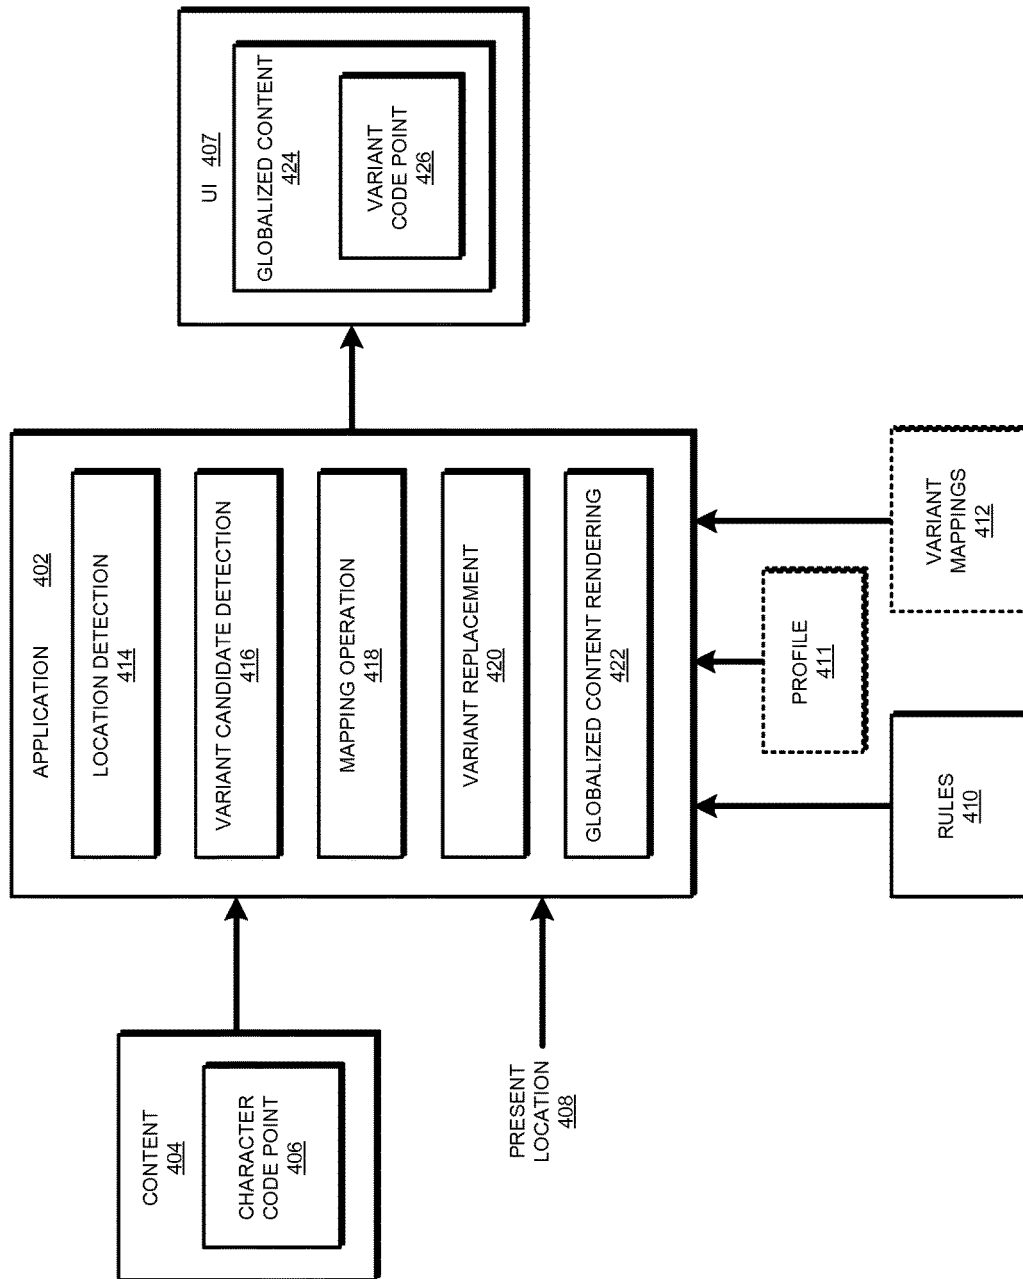 CONTENT
404
CHARACTER
CODE POINT
406
PRESENT
LOCATION
408
APPLICATION 402
LOCATION DETECTION
414
VARIANT CANDIDATE DETECTION
416
MAPPING OPERATION
418
VARIANT REPLACEMENT
420
GLOBALIZED CONTENT RENDERING
422
RULES
410
PROFILE
411
VARIANT
MAPPINGS
412
UI 407
GLOBALIZED CONTENT
424
VARIANT
CODE POINT
426